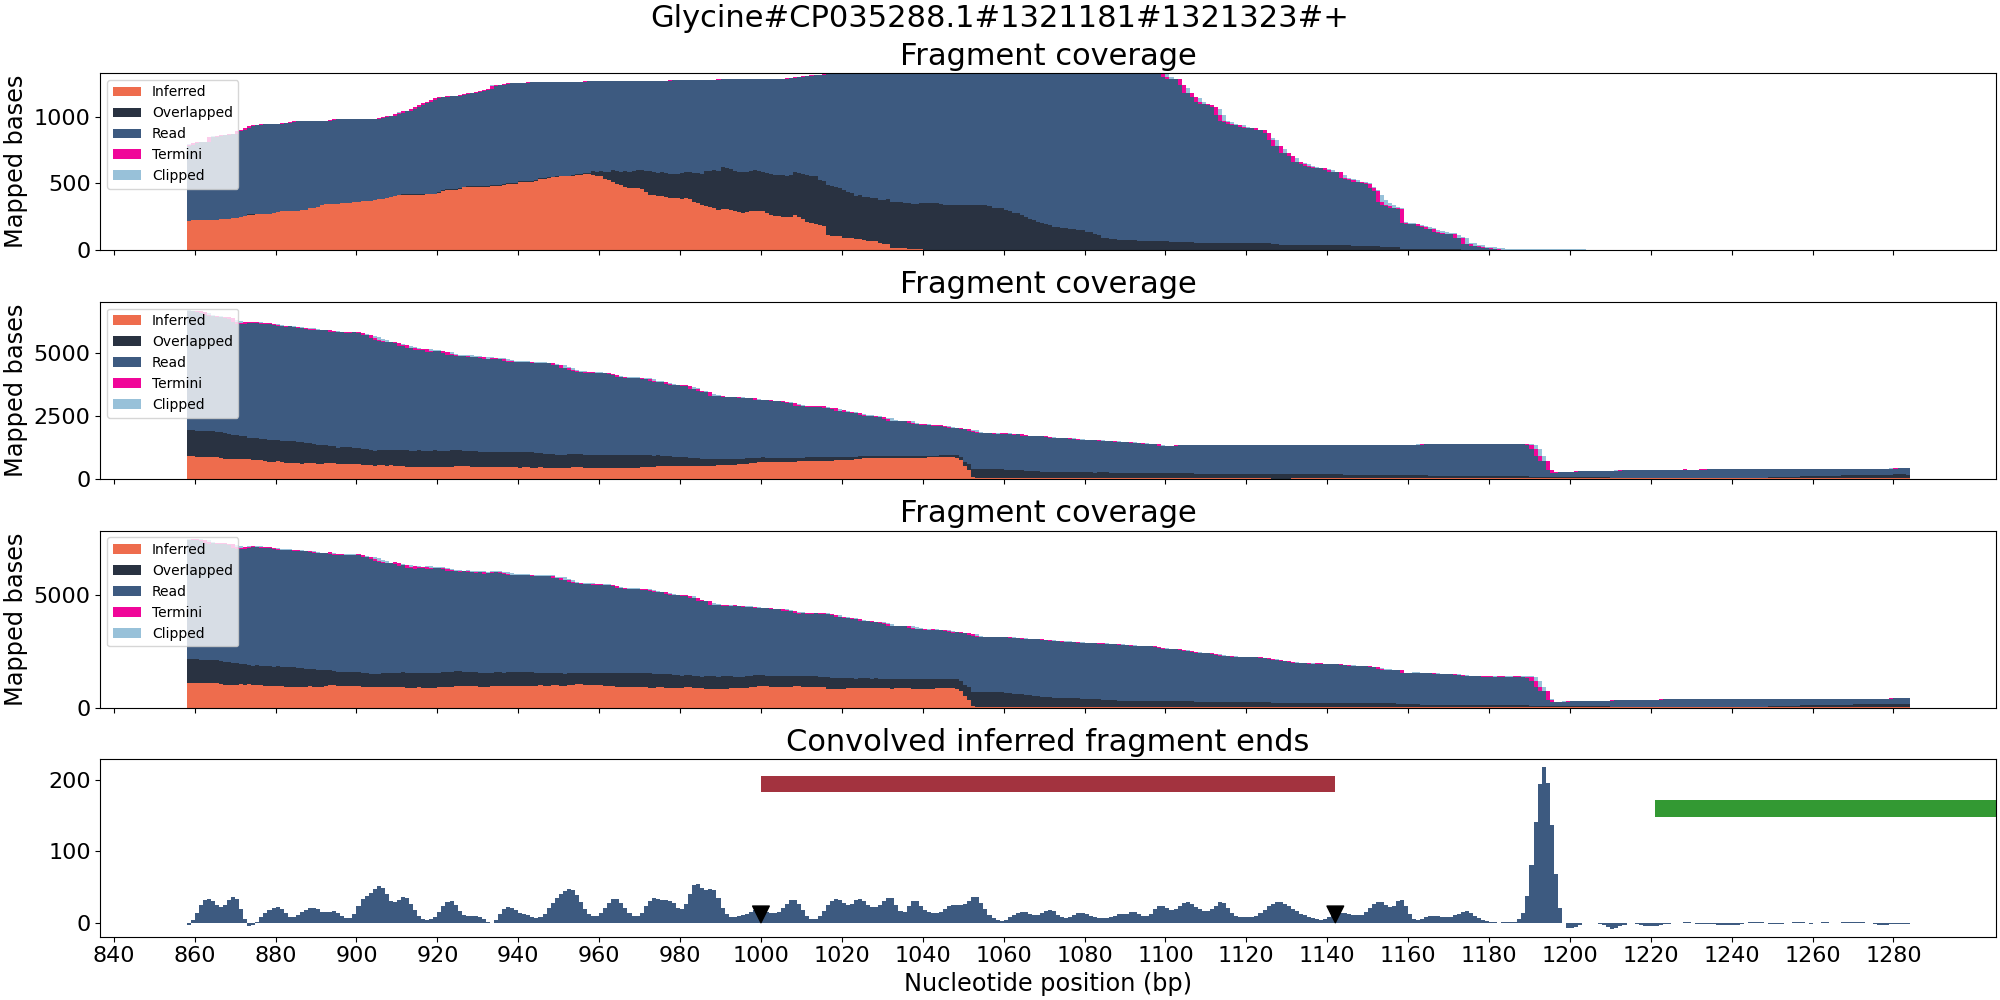 Glycine#CP035288.1#1321181#1321323#+
Fragment coverage
Mapped bases
1000
500
0
Inferred
Overlapped
Read
Termini
Clipped
Fragment coverage
Mapped bases
5000
2500
0
Inferred
Overlapped
Read
Termini
Clipped
Fragment coverage
Mapped bases
5000
0
Inferred
Overlapped
Read
Termini
Clipped
Convolved inferred fragment ends
200
100
0
840 860 880 900 920 940 960 980 1000 1020 1040 1060 1080 1100 1120 1140 1160 1180 1200 1220 1240 1260 1280
Nucleotide position (bp)